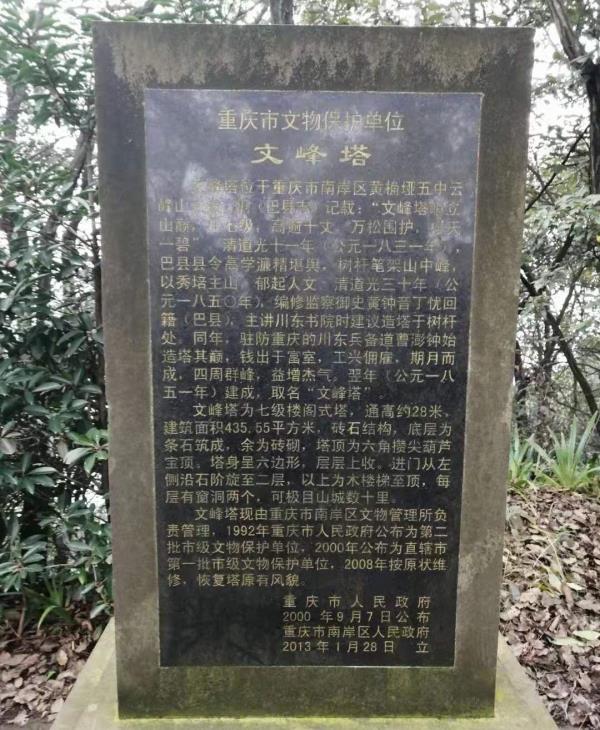 重庆市文物保护单位
文峰塔
位于重庆市南岸区黄桷垭五中云
峰山 记载："文峰塔 立
山巅， 七级，高逾十丈，万松围护，
一碧"。清道光十一年（公元一八三一年），
巴县县令高学濂精堪舆，树杆笔架山中峰，
以秀培主山，郁起人文。清道光三十年（公
元一八五〇年），编修监察御史黄钟音丁忧回
籍（巴县），主讲川东书院时建议造塔于树杆
处。同年，驻防重庆的川东兵备道曹澍钟始
造塔其巅，钱出于富室，工兴佣雇，期月而
成，四周群峰，益增杰气。翌年（公元一八
五一年）建成，取名"文峰塔"。
文峰塔为七级楼阁式塔，通高约28米，
建筑面积435.55平方米，砖石结构，底层为
条石筑成，余为砖砌，塔顶为六角攒尖葫芦
宝顶。塔身呈六边形，层层上收。进门从左
侧沿石阶旋至二层，以上为木楼梯至顶，每
层有窗洞两个，可极目山城数十里。
文峰塔现由重庆市南岸区文物管理所负
责管理，1992年重庆市人民政府公布为第二
批市级文物保护单位，2000年公布为直辖市
第一批市级文物保护单位，2008年按原状维
修，恢复塔原有风貌。
重庆市人民政府
2000年9月7日公布
重庆市南岸区人民政府
2013年1月28日 立